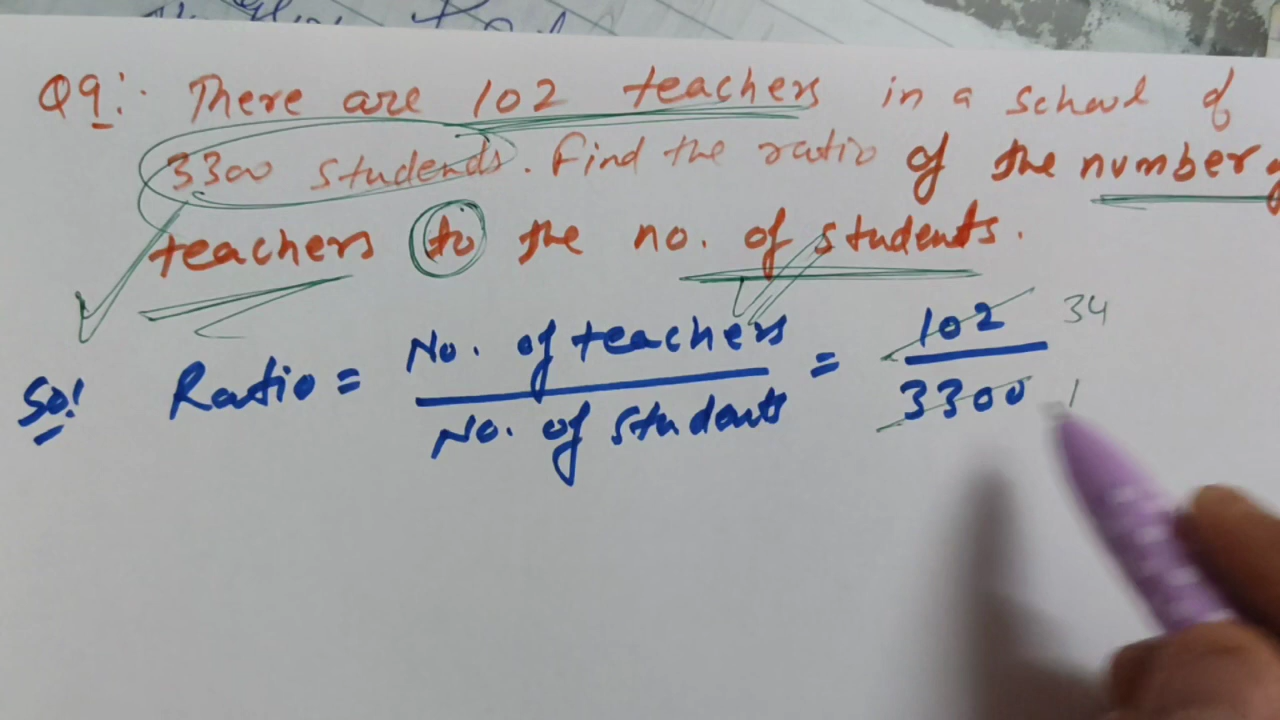 Q9:. There are 102 teachers in a school of
3300 students. Find the ratio of the number
teachers to the no. of students.
Sol Ratio = No. of teachers / No. of students = 102 / 3300 34 1